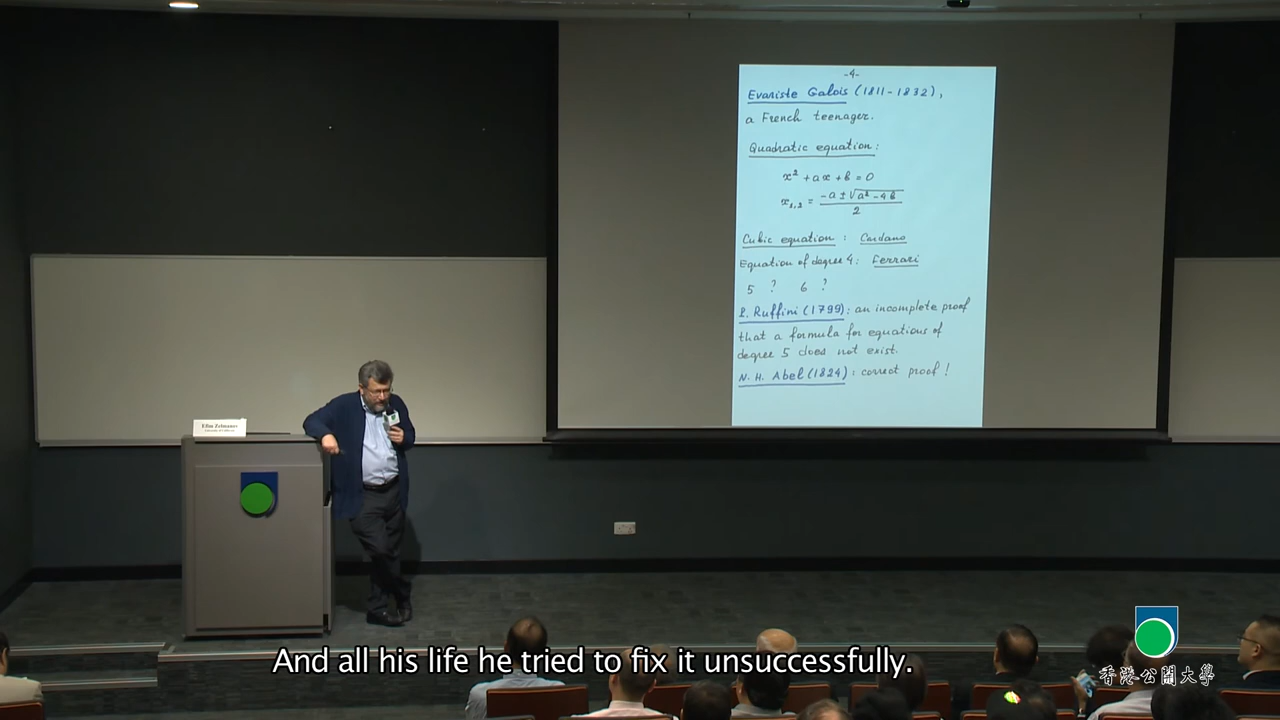 -4-
Evariste Galois (1811-1832),
a French teenager.
Quadratic equation:
x² + ax + b = 0
x₁,₂ = (-a ± √(a² - 4b)) / 2
Cubic equation : Cardano
Equation of degree 4: Ferrari
5 ? 6 ?
P. Ruffini (1799): an incomplete proof
that a formula for equations of
degree 5 does not exist.
N. H. Abel (1824): correct proof!
Efim Zelmanov
And all his life he tried to fix it unsuccessfully.
香港公開大學